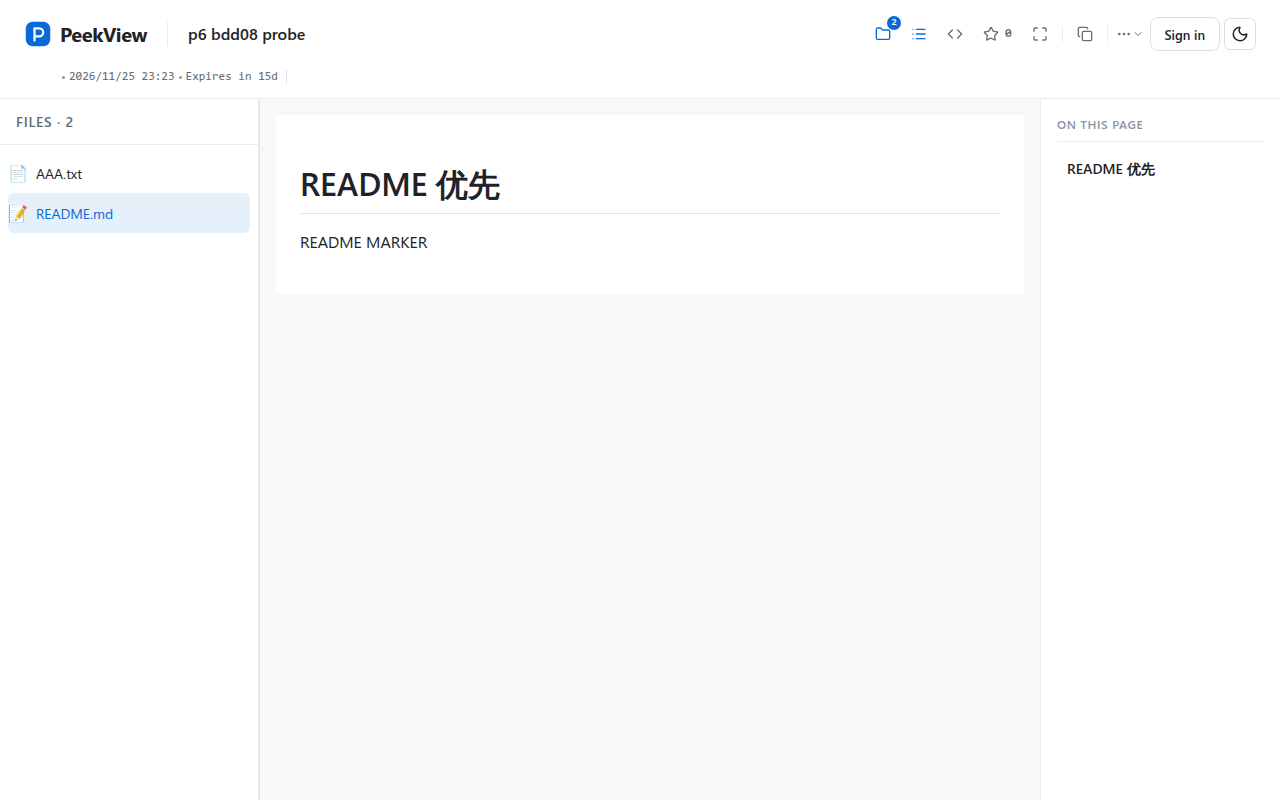 PeekView
p6 bdd08 probe
2
0
Sign in
• 2026/11/25 23:23 • Expires in 15d
FILES · 2
AAA.txt
README.md
README 优先
README MARKER
ON THIS PAGE
README 优先